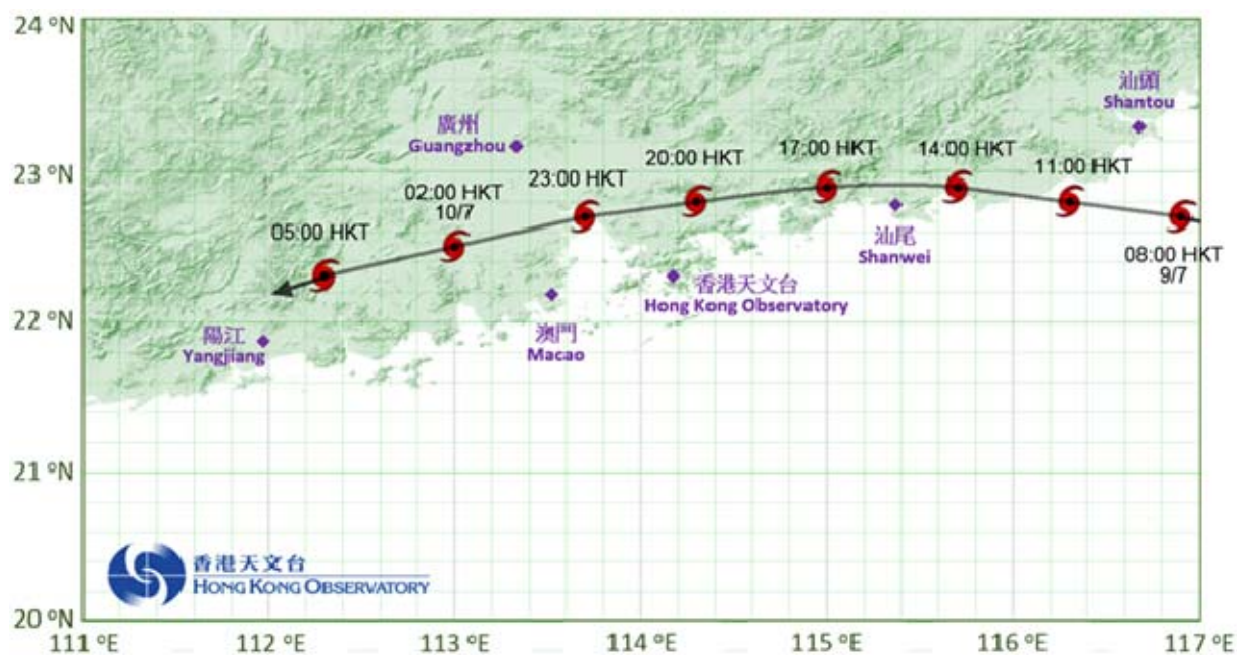 24 °N
汕頭
Shantou
廣州
Guangzhou
20:00 HKT
17:00 HKT
14:00 HKT
11:00 HKT
23 °N
23:00 HKT
02:00 HKT
10/7
05:00 HKT
汕尾
Shanwei
08:00 HKT
9/7
香港天文台
Hong Kong Observatory
22 °N
陽江
Yangjiang
澳門
Macao
21 °N
香港天文台
HONG KONG OBSERVATORY
20 °N
111 °E 112 °E 113 °E 114 °E 115 °E 116 °E 117 °E